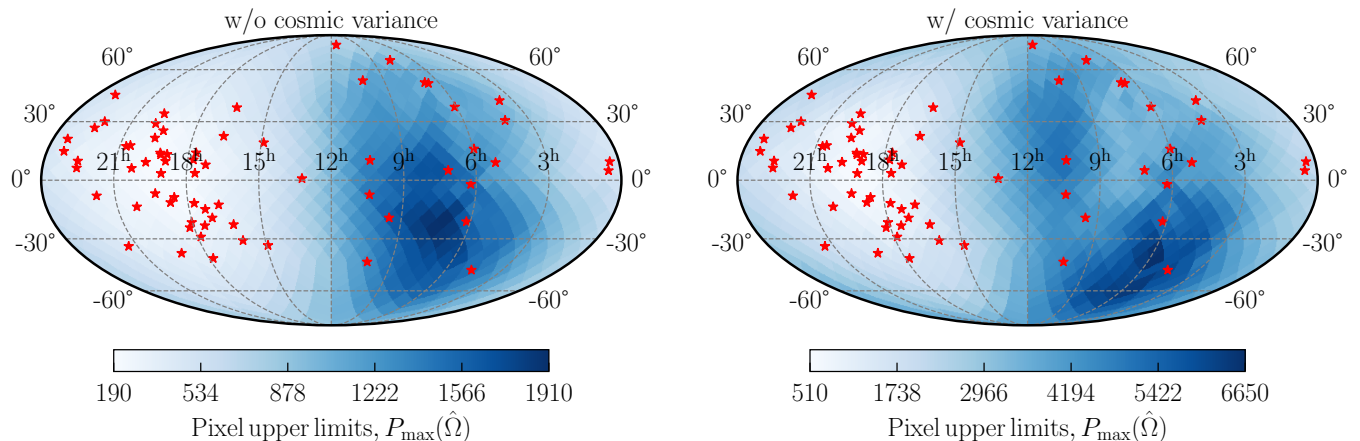 w/o cosmic variance
60° 60°
30° 30°
21ʰ 18ʰ 15ʰ 12ʰ 9ʰ 6ʰ 3ʰ
0° 0°
-30° -30°
-60° -60°
190 534 878 1222 1566 1910
Pixel upper limits, P_max(Ω̂)
w/ cosmic variance
60° 60°
30° 30°
21ʰ 18ʰ 15ʰ 12ʰ 9ʰ 6ʰ 3ʰ
0° 0°
-30° -30°
-60° -60°
510 1738 2966 4194 5422 6650
Pixel upper limits, P_max(Ω̂)